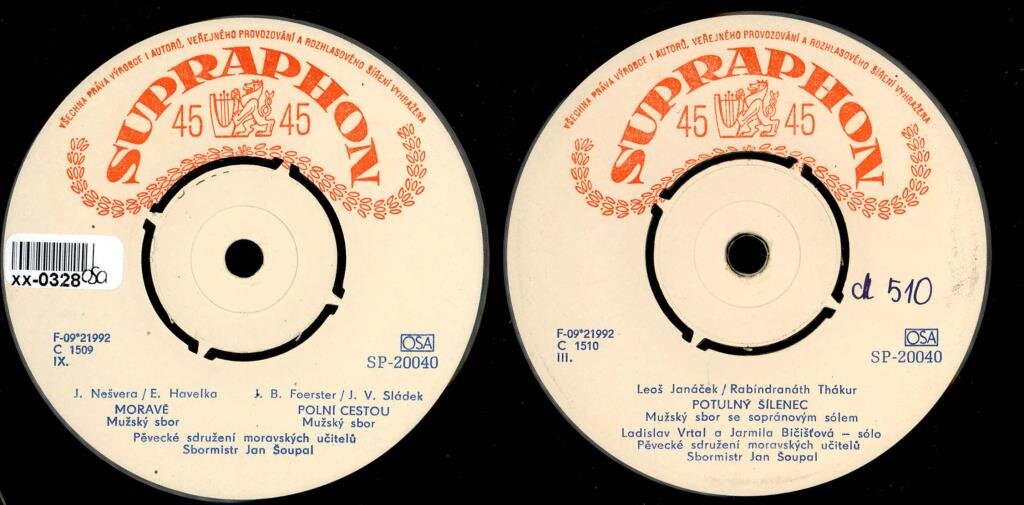 VŠECHNA PRÁVA VÝROBCE I AUTORŮ, VEŘEJNÉHO PROVOZOVÁNÍ A ROZHLASOVÉHO ŠÍŘENÍ VYHRAŽENA
SUPRAPHON
45 45
xx-0328 osa
F-09*21992
C 1509
IX.
OSA
SP-20040
J. Nešvera/E. Havelka
MORAVĚ
Mužský sbor
J. B. Foerster/J. V. Sládek
POLNÍ CESTOU
Mužský sbor
Pěvecké sdružení moravských učitelů
Sbormistr Jan Šoupal
VŠECHNA PRÁVA VÝROBCE I AUTORŮ, VEŘEJNÉHO PROVOZOVÁNÍ A ROZHLASOVÉHO ŠÍŘENÍ VYHRAŽENA
SUPRAPHON
45 45
510
F-09*21992
C 1510
III.
OSA
SP-20040
Leoš Janáček/Rabíndranáth Thákur
POTULNÝ ŠÍLENEC
Mužský sbor se sopránovým sólem
Ladislav Vrtal a Jarmila Bičišťová — sólo
Pěvecké sdružení moravských učitelů
Sbormistr Jan Šoupal